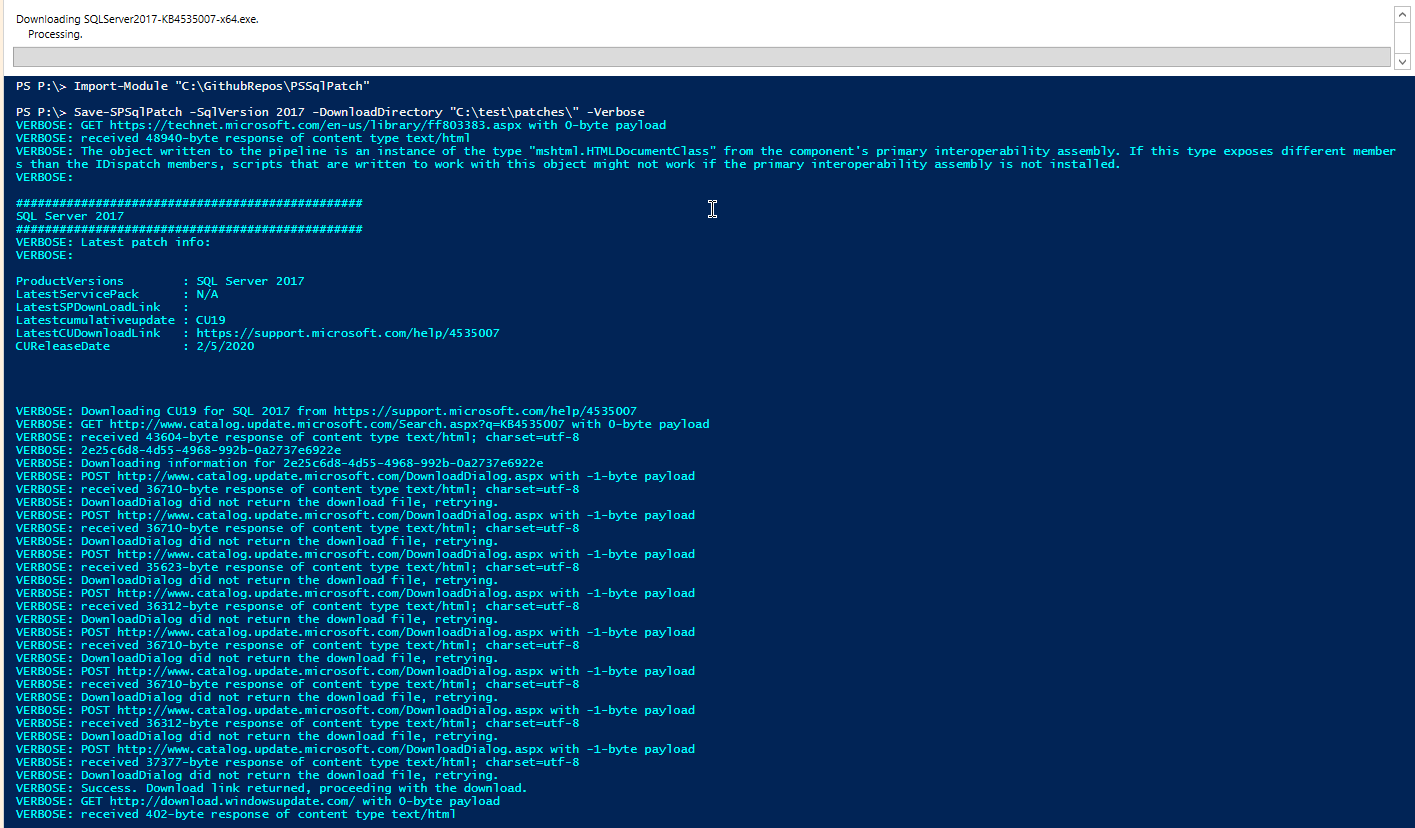 Downloading SQLServer2017-KB4535007-x64.exe.
Processing.
PS P:\> Import-Module "C:\GithubRepos\PSSqlPatch"
PS P:\> Save-SPSqlPatch -SqlVersion 2017 -DownloadDirectory "C:\test\patches\" -Verbose
VERBOSE: GET https://technet.microsoft.com/en-us/library/ff803383.aspx with 0-byte payload
VERBOSE: received 48940-byte response of content type text/html
VERBOSE: The object written to the pipeline is an instance of the type "mshtml.HTMLDocumentClass" from the component's primary interoperability assembly. If this type exposes different member
s than the IDispatch members, scripts that are written to work with this object might not work if the primary interoperability assembly is not installed.
VERBOSE:
################################################
SQL Server 2017
################################################
VERBOSE: Latest patch info:
VERBOSE:
ProductVersions        : SQL Server 2017
LatestServicePack      : N/A
LatestSPDownLoadLink   :
Latestcumulativeupdate : CU19
LatestCUDownloadLink   : https://support.microsoft.com/help/4535007
CUReleaseDate          : 2/5/2020
VERBOSE: Downloading CU19 for SQL 2017 from https://support.microsoft.com/help/4535007
VERBOSE: GET http://www.catalog.update.microsoft.com/Search.aspx?q=KB4535007 with 0-byte payload
VERBOSE: received 43604-byte response of content type text/html; charset=utf-8
VERBOSE: 2e25c6d8-4d55-4968-992b-0a2737e6922e
VERBOSE: Downloading information for 2e25c6d8-4d55-4968-992b-0a2737e6922e
VERBOSE: POST http://www.catalog.update.microsoft.com/DownloadDialog.aspx with -1-byte payload
VERBOSE: received 36710-byte response of content type text/html; charset=utf-8
VERBOSE: DownloadDialog did not return the download file, retrying.
VERBOSE: POST http://www.catalog.update.microsoft.com/DownloadDialog.aspx with -1-byte payload
VERBOSE: received 36710-byte response of content type text/html; charset=utf-8
VERBOSE: DownloadDialog did not return the download file, retrying.
VERBOSE: POST http://www.catalog.update.microsoft.com/DownloadDialog.aspx with -1-byte payload
VERBOSE: received 35623-byte response of content type text/html; charset=utf-8
VERBOSE: DownloadDialog did not return the download file, retrying.
VERBOSE: POST http://www.catalog.update.microsoft.com/DownloadDialog.aspx with -1-byte payload
VERBOSE: received 36312-byte response of content type text/html; charset=utf-8
VERBOSE: DownloadDialog did not return the download file, retrying.
VERBOSE: POST http://www.catalog.update.microsoft.com/DownloadDialog.aspx with -1-byte payload
VERBOSE: received 36710-byte response of content type text/html; charset=utf-8
VERBOSE: DownloadDialog did not return the download file, retrying.
VERBOSE: POST http://www.catalog.update.microsoft.com/DownloadDialog.aspx with -1-byte payload
VERBOSE: received 36710-byte response of content type text/html; charset=utf-8
VERBOSE: DownloadDialog did not return the download file, retrying.
VERBOSE: POST http://www.catalog.update.microsoft.com/DownloadDialog.aspx with -1-byte payload
VERBOSE: received 36312-byte response of content type text/html; charset=utf-8
VERBOSE: DownloadDialog did not return the download file, retrying.
VERBOSE: POST http://www.catalog.update.microsoft.com/DownloadDialog.aspx with -1-byte payload
VERBOSE: received 37377-byte response of content type text/html; charset=utf-8
VERBOSE: DownloadDialog did not return the download file, retrying.
VERBOSE: Success. Download link returned, proceeding with the download.
VERBOSE: GET http://download.windowsupdate.com/ with 0-byte payload
VERBOSE: received 402-byte response of content type text/html